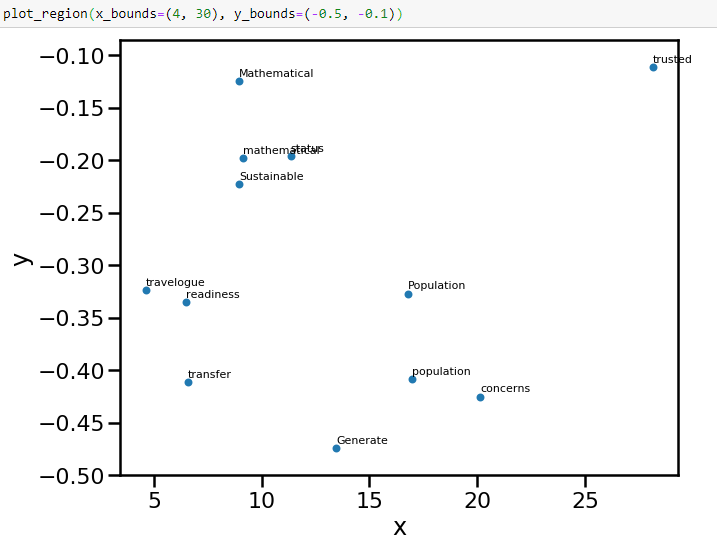 plot_region(x_bounds=(4, 30), y_bounds=(-0.5, -0.1))
−0.10
trusted
Mathematical
−0.15
mathematical
status
−0.20
Sustainable
−0.25
y
−0.30
travelogue
readiness
Population
−0.35
transfer
population
−0.40
concerns
−0.45
Generate
−0.50
5 10 15 20 25
x